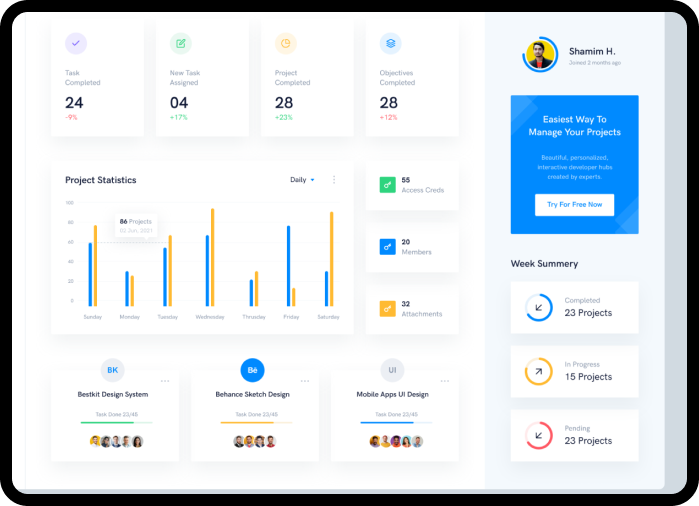 Task
Completed
24
-9%
New Task
Assigned
04
+17%
Project
Completed
28
+23%
Objectives
Completed
28
+12%
Project Statistics
Daily
100
80
60
40
20
0
86 Projects
02 Jun, 2021
Sunday
Monday
Tuesday
Wednesday
Thrusday
Friday
Saturday
55
Access Creds
20
Members
32
Attachments
BK
Bestkit Design System
Task Done 23/45
Bē
Behance Sketch Design
Task Done 23/45
UI
Mobile Apps UI Design
Task Done 23/45
Shamim H.
Joined 2 months ago
Easiest Way To
Manage Your Projects
Beautiful, personalized,
interactive developer hubs
created by experts.
Try For Free Now
Week Summery
Completed
23 Projects
In Progress
15 Projects
Pending
23 Projects